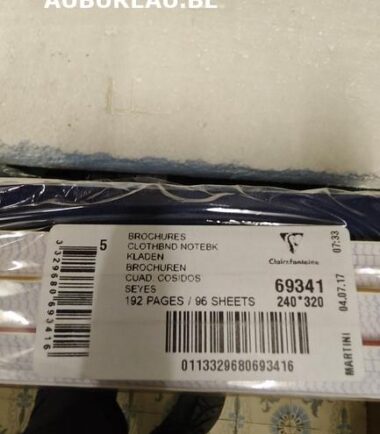 AUBUREAU.BE
5
BROCHURES
CLOTHBND NOTEBK
KLADEN
BROCHUREN
CUAD. COSIDOS
SEYES
192 PAGES / 96 SHEETS
Clairefontaine
69341
240*320
07:33
04.07.17
MARTINI
3329680693416
0113329680693416